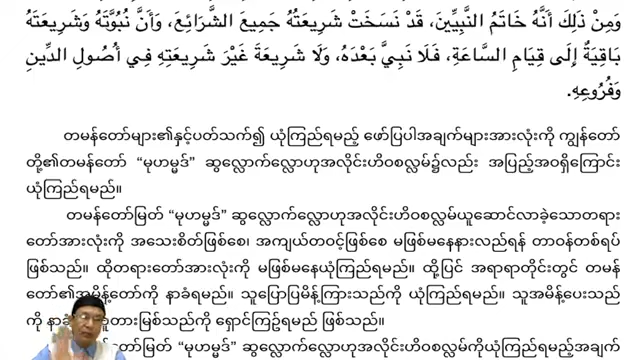 وَمِنْ ذَلِكَ أَنَّهُ خَاتَمُ النَّبِيِّينَ، قَدْ نَسَخَتْ شَرِيعَتُهُ جَمِيعَ الشَّرَائِعِ، وَأَنَّ نُبُوَّتَهُ وَشَرِيعَتَهُ
بَاقِيَةٌ إِلَى قِيَامِ السَّاعَةِ، فَلَا نَبِيَّ بَعْدَهُ، وَلَا شَرِيعَةَ غَيْرَ شَرِيعَتِهِ فِي أُصُولِ الدِّينِ
وَفُرُوعِهِ.
တမန်တော်များ၏နှင့်ပတ်သက်၍ ယုံကြည်ရမည့် ဖော်ပြပါအချက်များအားလုံးကို ကျွန်တော်
တို့၏တမန်တော် “မုဟမ္မဒ်” ဆွလ္လောက်လ္လောဟုအလိုင်းဟိဝစလ္လမ်၌လည်း အပြည့်အဝရှိကြောင်း
ယုံကြည်ရမည်။
တမန်တော်မြတ် “မုဟမ္မဒ်” ဆွလ္လောက်လ္လောဟုအလိုင်းဟိဝစလ္လမ်ယူဆောင်လာခဲ့သောတရား
တော်အားလုံးကို အသေးစိတ်ဖြစ်စေ၊ အကျယ်တဝင့်ဖြစ်စေ မဖြစ်မနေနားလည်ရန် တာဝန်တစ်ရပ်
ဖြစ်သည်။ ထိုတရားတော်အားလုံးကို မဖြစ်မနေယုံကြည်ရမည်။ ထို့ပြင် အရာရာတိုင်းတွင် တမန်
တော်၏အမိန့်တော်ကို နာခံရမည်။ သူပြောပြမိန့်ကြားသည်ကို ယုံကြည်ရမည်။ သူအမိန့်ပေးသည်
ကို နာခံ တားမြစ်သည်ကို ရှောင်ကြဥ်ရမည် ဖြစ်သည်။
တော်မြတ် “မုဟမ္မဒ်” ဆွလ္လောက်လ္လောဟုအလိုင်းဟိဝစလ္လမ်ကိုယုံကြည်ရမည့်အချက်